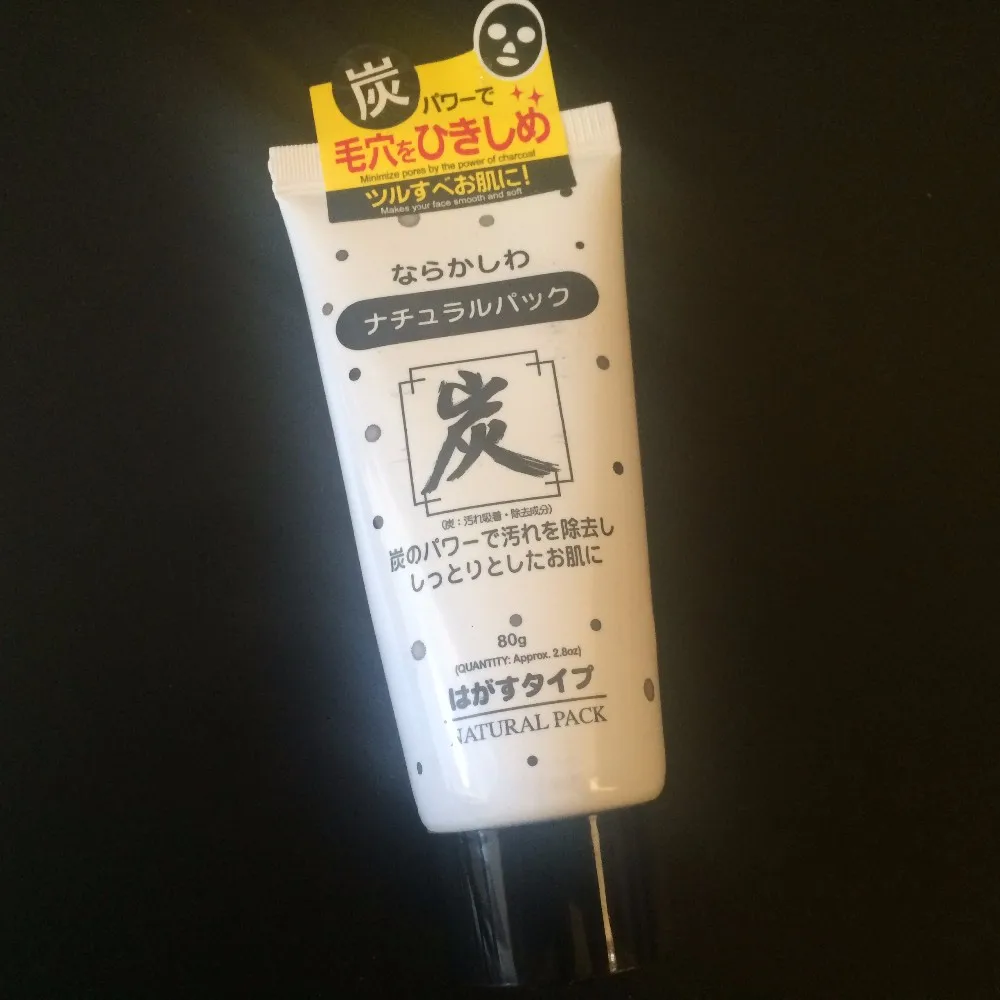 炭
パワーで
毛穴をひきしめ
Minimize pores by the power of charcoal
ツルすべお肌に!
Makes your face smooth and soft
ならかしわ
ナチュラルパック
炭
(炭:汚れ吸着・除去成分)
炭のパワーで汚れを除去し
しっとりとしたお肌に
80g
(QUANTITY: Approx. 2.8oz)
はがすタイプ
NATURAL PACK